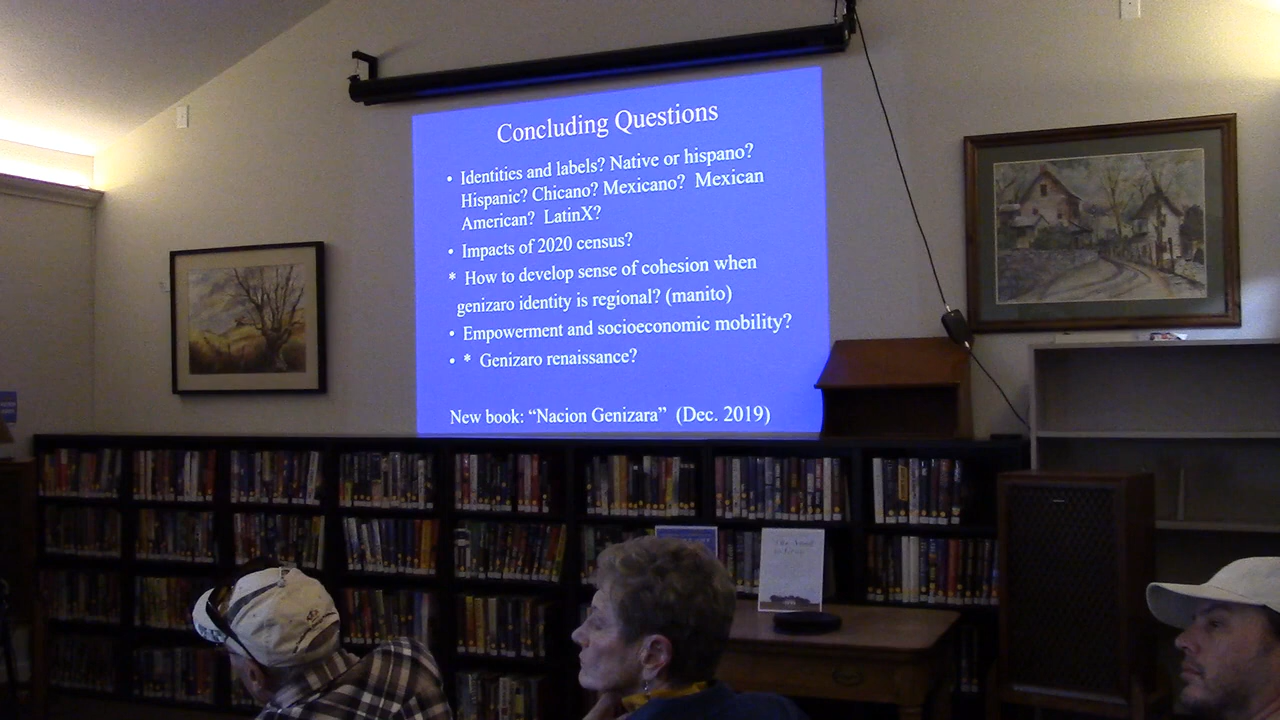 Concluding Questions
• Identities and labels? Native or hispano?
Hispanic? Chicano? Mexicano? Mexican
American? LatinX?
• Impacts of 2020 census?
* How to develop sense of cohesion when
genizaro identity is regional? (manito)
• Empowerment and socioeconomic mobility?
• * Genizaro renaissance?
New book: “Nacion Genizara” (Dec. 2019)